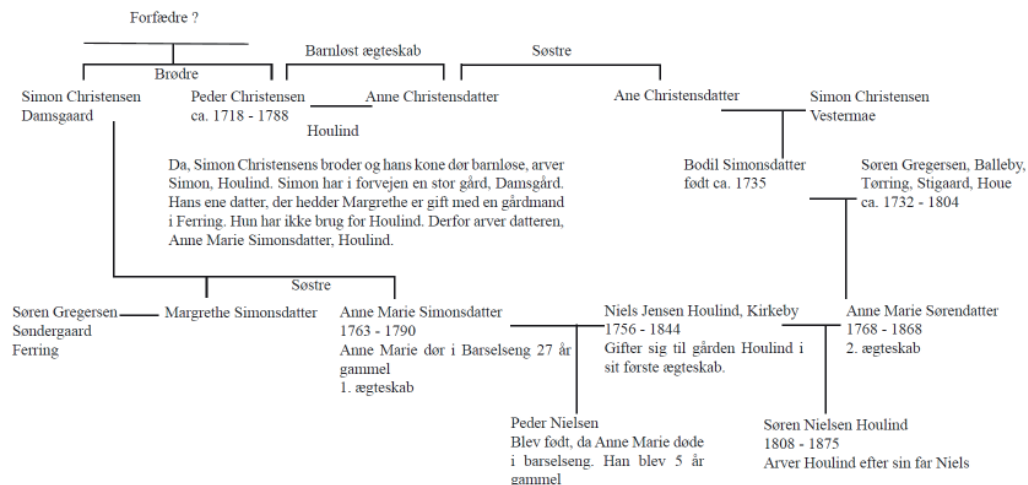 Forfædre ?
Barnløst ægteskab
Søstre
Brødre
Simon Christensen
Damsgaard
Peder Christensen
ca. 1718 - 1788
Anne Christensdatter
Houlind
Ane Christensdatter
Simon Christensen
Vestermae
Da, Simon Christensens broder og hans kone dør barnløse, arver
Simon, Houlind. Simon har i forvejen en stor gård, Damsgård.
Hans ene datter, der hedder Margrethe er gift med en gårdmand
i Ferring. Hun har ikke brug for Houlind. Derfor arver datteren,
Anne Marie Simonsdatter, Houlind.
Bodil Simonsdatter
født ca. 1735
Søren Gregersen, Balleby,
Tørring, Stigaard, Houe
ca. 1732 - 1804
Søstre
Søren Gregersen
Søndergaard
Ferring
Margrethe Simonsdatter
Anne Marie Simonsdatter
1763 - 1790
Anne Marie dør i Barselseng 27 år
gammel
1. ægteskab
Niels Jensen Houlind, Kirkeby
1756 - 1844
Gifter sig til gården Houlind i
sit første ægteskab.
Anne Marie Sørendatter
1768 - 1868
2. ægteskab
Peder Nielsen
Blev født, da Anne Marie døde
i barselseng. Han blev 5 år
gammel
Søren Nielsen Houlind
1808 - 1875
Arver Houlind efter sin far Niels